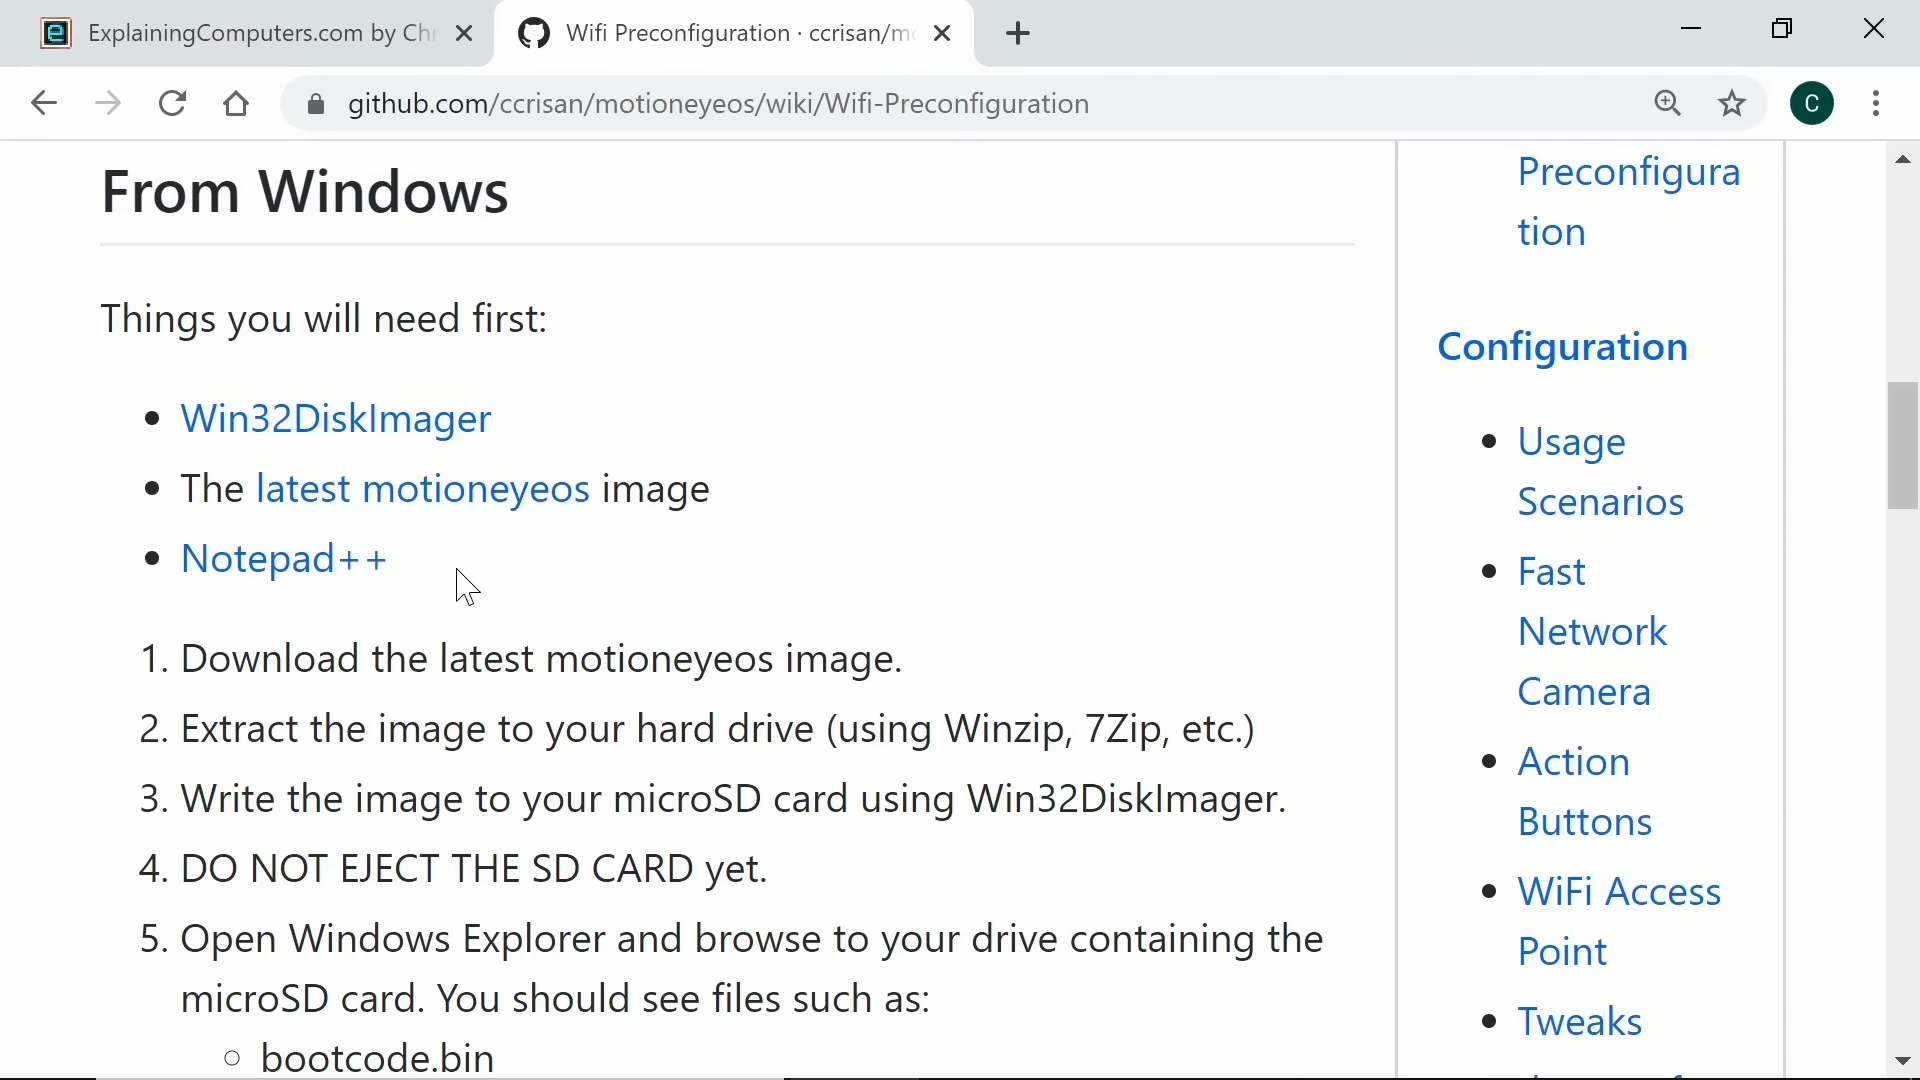 ExplainingComputers.com by Ch
Wifi Preconfiguration · ccrisan/m
github.com/ccrisan/motioneyeos/wiki/Wifi-Preconfiguration
C
From Windows
Things you will need first:
• Win32DiskImager
• The latest motioneyeos image
• Notepad++
1. Download the latest motioneyeos image.
2. Extract the image to your hard drive (using Winzip, 7Zip, etc.)
3. Write the image to your microSD card using Win32DiskImager.
4. DO NOT EJECT THE SD CARD yet.
5. Open Windows Explorer and browse to your drive containing the
microSD card. You should see files such as:
○ bootcode.bin
Preconfigura
tion
Configuration
• Usage
Scenarios
• Fast
Network
Camera
• Action
Buttons
• WiFi Access
Point
• Tweaks